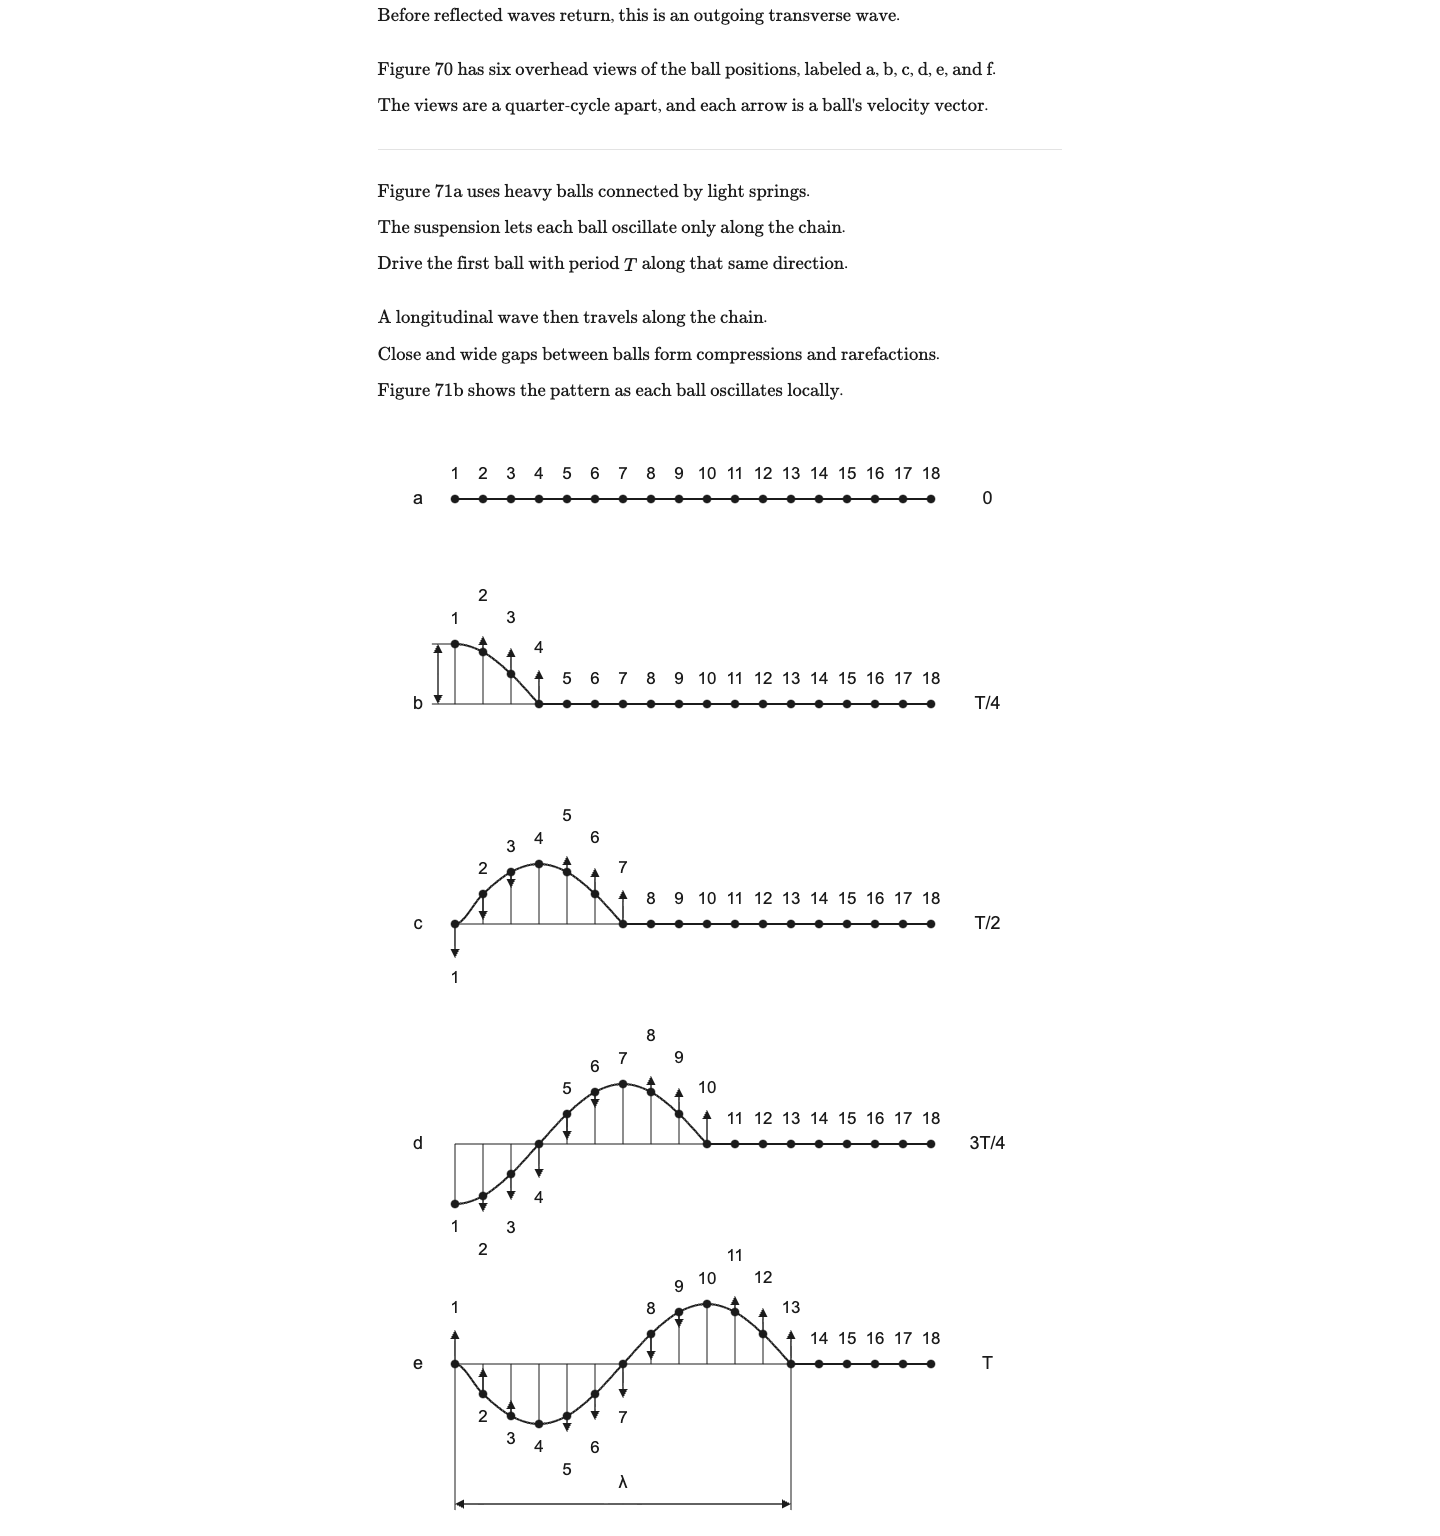 Before reflected waves return, this is an outgoing transverse wave.
Figure 70 has six overhead views of the ball positions, labeled a, b, c, d, e, and f.
The views are a quarter-cycle apart, and each arrow is a ball's velocity vector.
Figure 71a uses heavy balls connected by light springs.
The suspension lets each ball oscillate only along the chain.
Drive the first ball with period T along that same direction.
A longitudinal wave then travels along the chain.
Close and wide gaps between balls form compressions and rarefactions.
Figure 71b shows the pattern as each ball oscillates locally.
1 2 3 4 5 6 7 8 9 10 11 12 13 14 15 16 17 18
a 0
2
1 3
4
5 6 7 8 9 10 11 12 13 14 15 16 17 18
b T/4
5
3 4 6
2 7
8 9 10 11 12 13 14 15 16 17 18
c T/2
1
8
6 7 9
5 10
11 12 13 14 15 16 17 18
d 3T/4
4
1 3
2
11
9 10 12
1 8 13
14 15 16 17 18
e T
2 7
3 4 6
5
λ